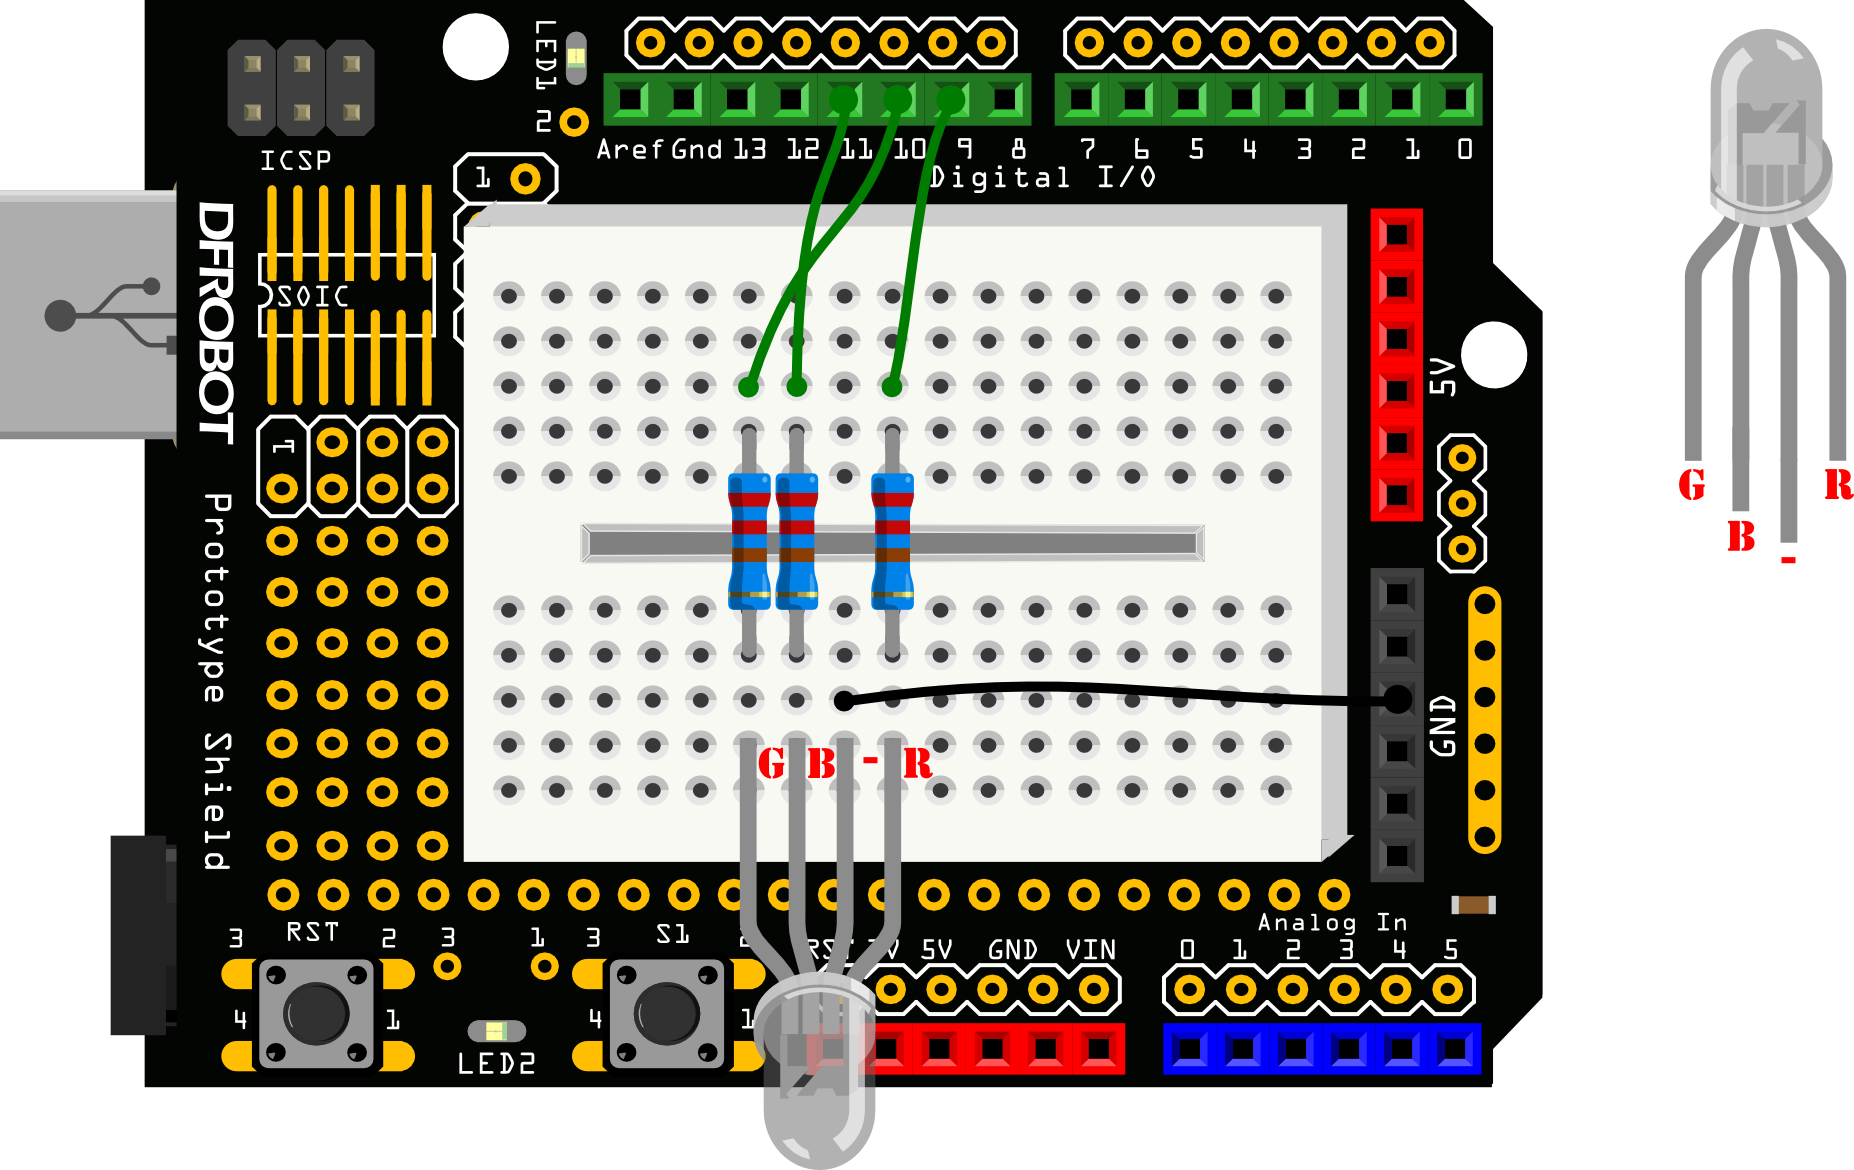 LED1
2
ICSP
Aref Gnd 13 12 11 10 9 8 7 6 5 4 3 2 1 0
Digital I/O
1
DFROBOT
SOIC
1
Prototype Shield
5V
GND
G
B
-
R
G B - R
RST
3 2
4 1
3 1
LED2
S1
3 2
4 1
RST 3V 5V GND VIN
Analog In
0 1 2 3 4 5